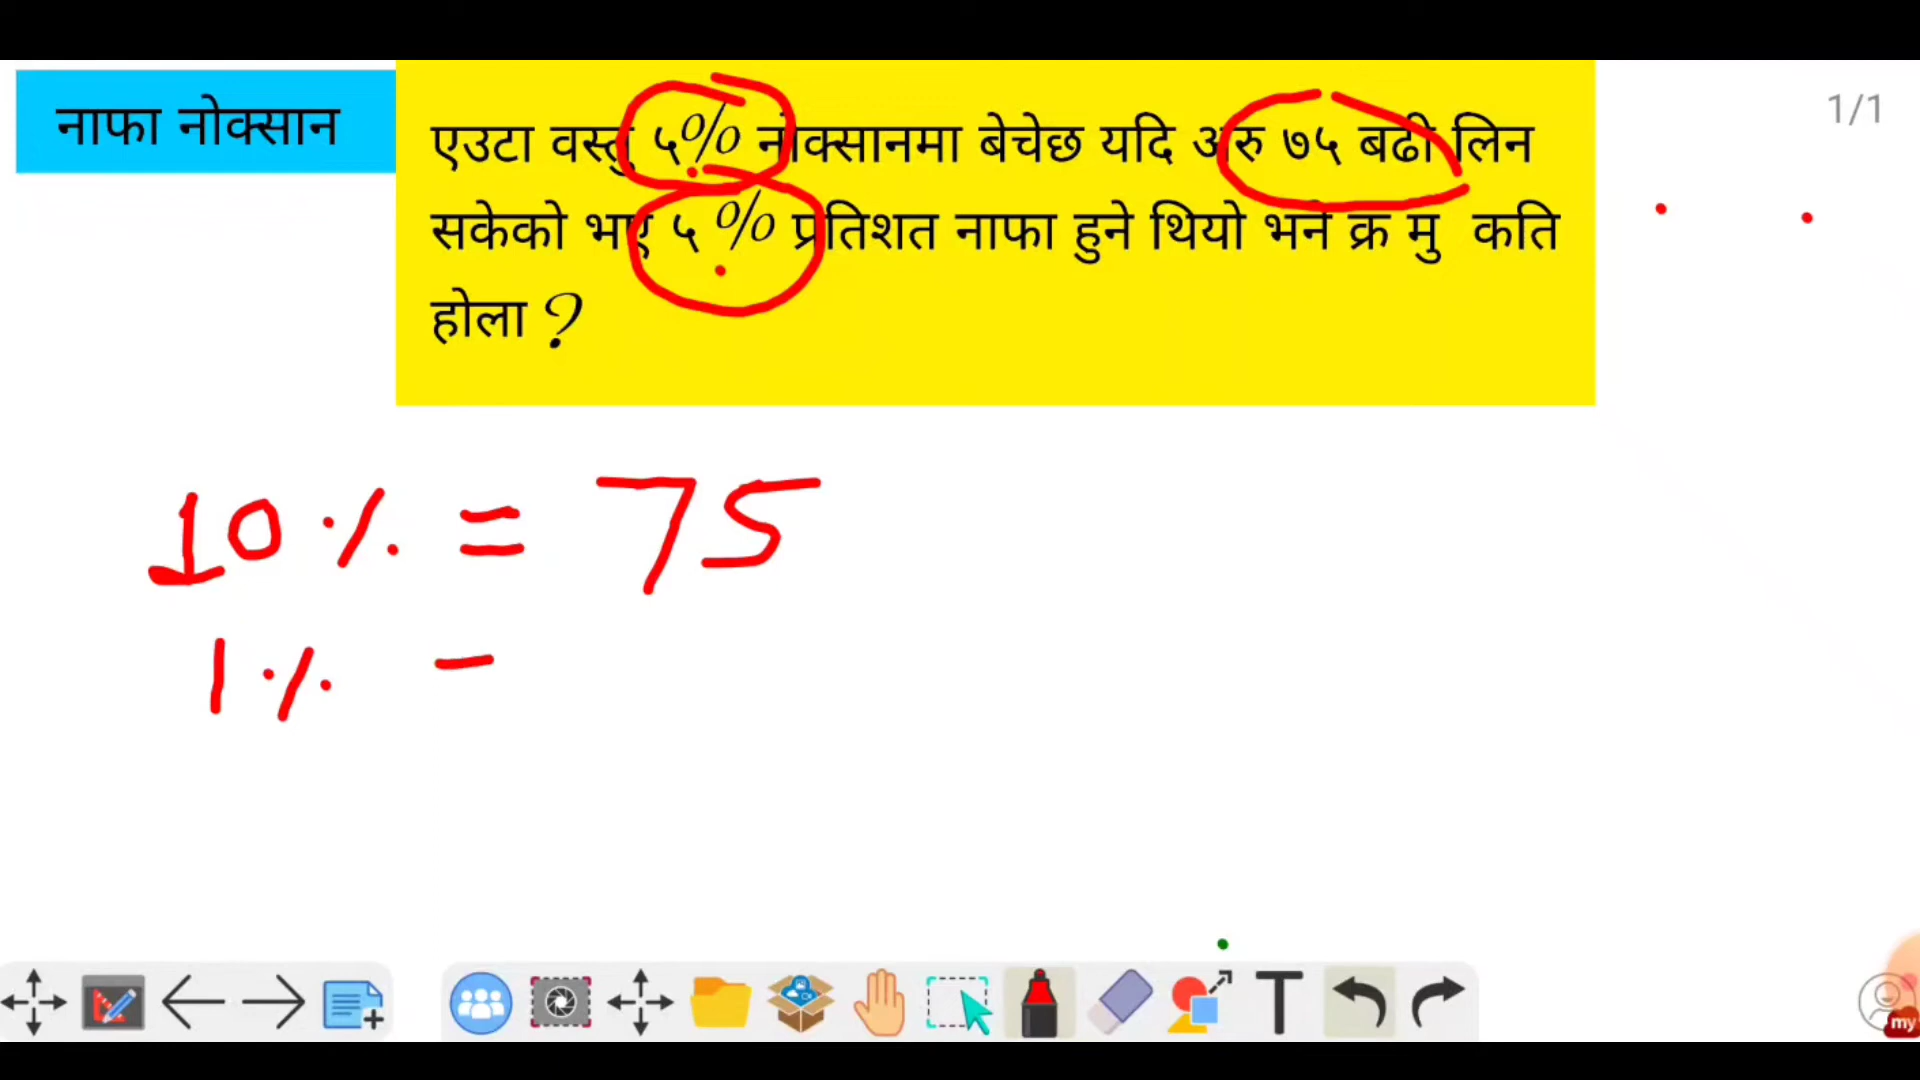 नाफा नोक्सान
1/1
एउटा वस्तु ५% नोक्सानमा बेचेछ यदि अरु ७५ बढी लिन
सकेको भए ५ % प्रतिशत नाफा हुने थियो भने क्र मु कति
होला ?
10 % = 75
1 % -
T
my